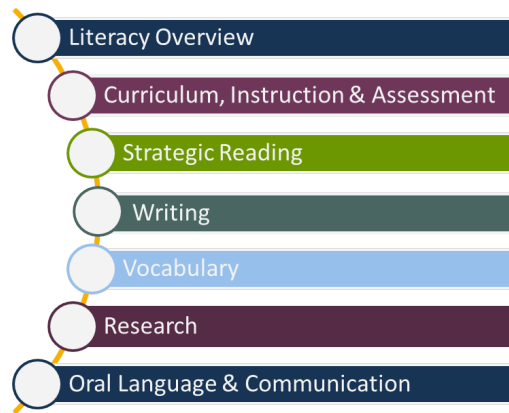 Literacy Overview
Curriculum, Instruction & Assessment
Strategic Reading
Writing
Vocabulary
Research
Oral Language & Communication